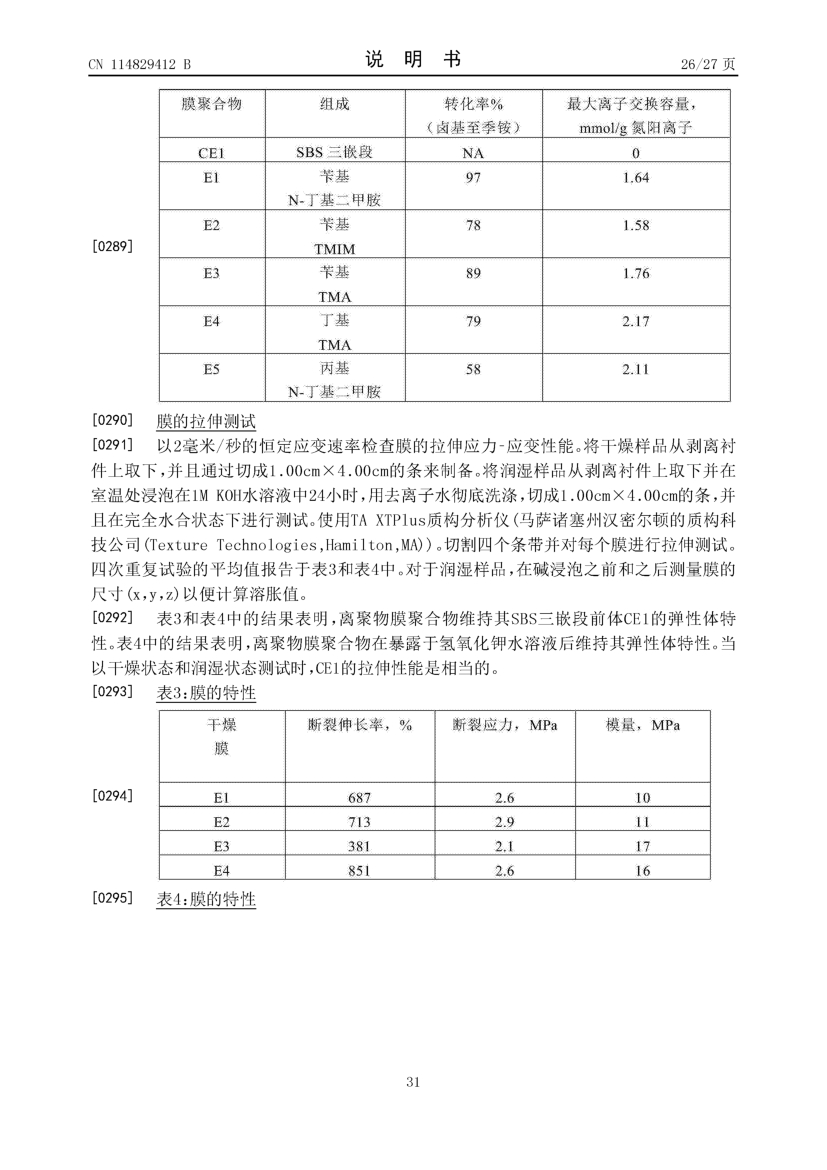 CN 114829412 B
说 明 书
26/27 页
膜聚合物 组成 转化率% 最大离子交换容量,
(卤基至季铵) mmol/g 氮阳离子
CE1 SBS 三嵌段 NA 0
E1 苄基 97 1.64
N-丁基二甲胺
E2 苄基 78 1.58
[0289]
TMIM
E3 苄基 89 1.76
TMA
E4 丁基 79 2.17
TMA
E5 丙基 58 2.11
N-丁基二甲胺
[0290] 膜的拉伸测试
[0291] 以2毫米/秒的恒定应变速率检查膜的拉伸应力-应变性能。将干燥样品从剥离衬
件上取下,并且通过切成1.00cm×4.00cm的条来制备。将润湿样品从剥离衬件上取下并在
室温处浸泡在1M KOH水溶液中24小时,用去离子水彻底洗涤,切成1.00cm×4.00cm的条,并
且在完全水合状态下进行测试。使用TA XTPlus质构分析仪(马萨诸塞州汉密尔顿的质构科
技公司(Texture Technologies,Hamilton,MA))。切割四个条带并对每个膜进行拉伸测试。
四次重复试验的平均值报告于表3和表4中。对于润湿样品,在碱浸泡之前和之后测量膜的
尺寸(x,y,z)以便计算溶胀值。
[0292] 表3和表4中的结果表明,离聚物膜聚合物维持其SBS三嵌段前体CE1的弹性体特
性。表4中的结果表明,离聚物膜聚合物在暴露于氢氧化钾水溶液后维持其弹性体特性。当
以干燥状态和润湿状态测试时,CE1的拉伸性能是相当的。
[0293] 表3:膜的特性
干燥 断裂伸长率,% 断裂应力,MPa 模量,MPa
膜
[0294] E1 687 2.6 10
E2 713 2.9 11
E3 381 2.1 17
E4 851 2.6 16
[0295] 表4:膜的特性
31